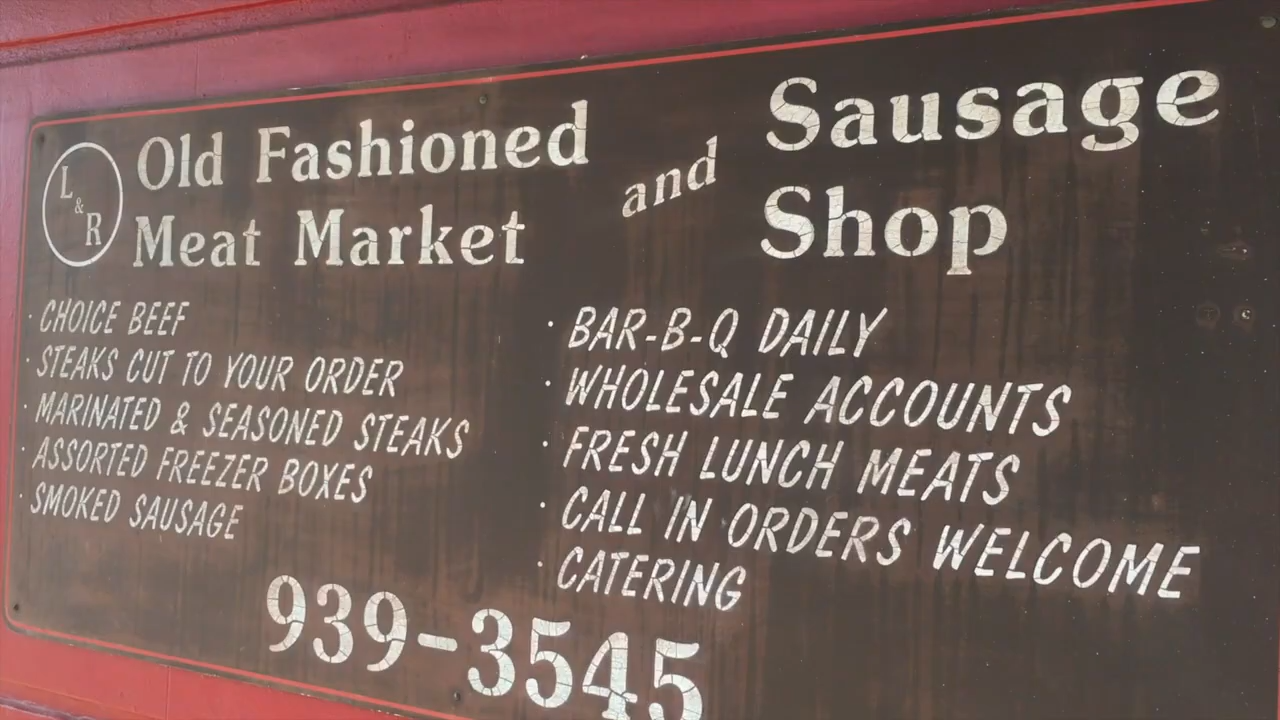 L
&
R
Old Fashioned
Meat Market
and
Sausage
Shop
· CHOICE BEEF
· STEAKS CUT TO YOUR ORDER
· MARINATED & SEASONED STEAKS
· ASSORTED FREEZER BOXES
· SMOKED SAUSAGE
· BAR-B-Q DAILY
· WHOLESALE ACCOUNTS
· FRESH LUNCH MEATS
· CALL IN ORDERS WELCOME
· CATERING
939-3545